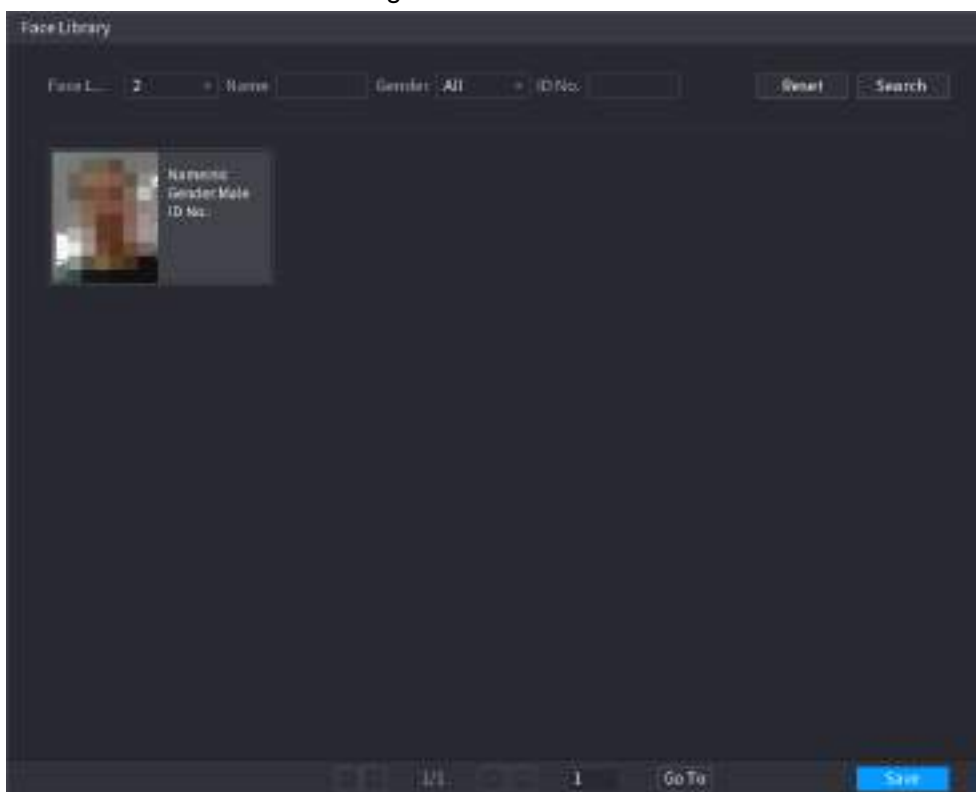 Face Library
Face L... 2 Name Gender All ID No. Reset Search
Gender:Male
ID No.:
1/1 1 Go To Save